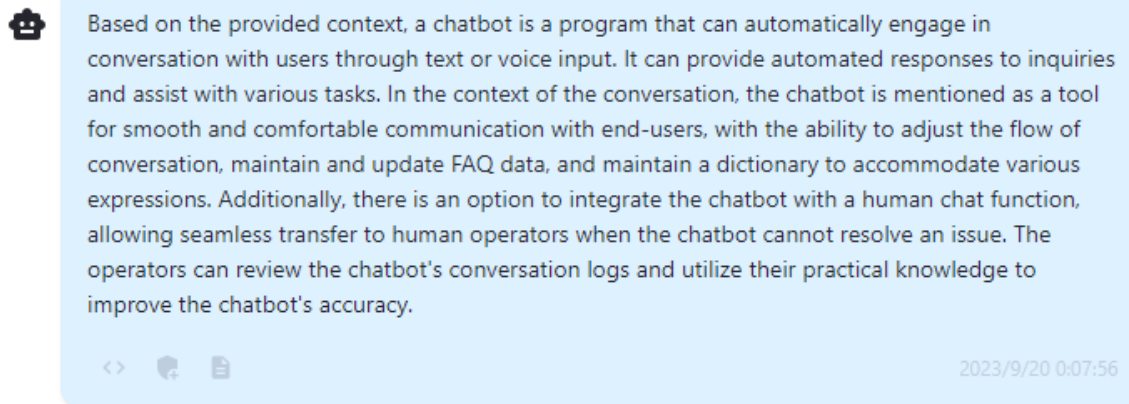 Based on the provided context, a chatbot is a program that can automatically engage in
conversation with users through text or voice input. It can provide automated responses to inquiries
and assist with various tasks. In the context of the conversation, the chatbot is mentioned as a tool
for smooth and comfortable communication with end-users, with the ability to adjust the flow of
conversation, maintain and update FAQ data, and maintain a dictionary to accommodate various
expressions. Additionally, there is an option to integrate the chatbot with a human chat function,
allowing seamless transfer to human operators when the chatbot cannot resolve an issue. The
operators can review the chatbot's conversation logs and utilize their practical knowledge to
improve the chatbot's accuracy.
2023/9/20 0:07:56